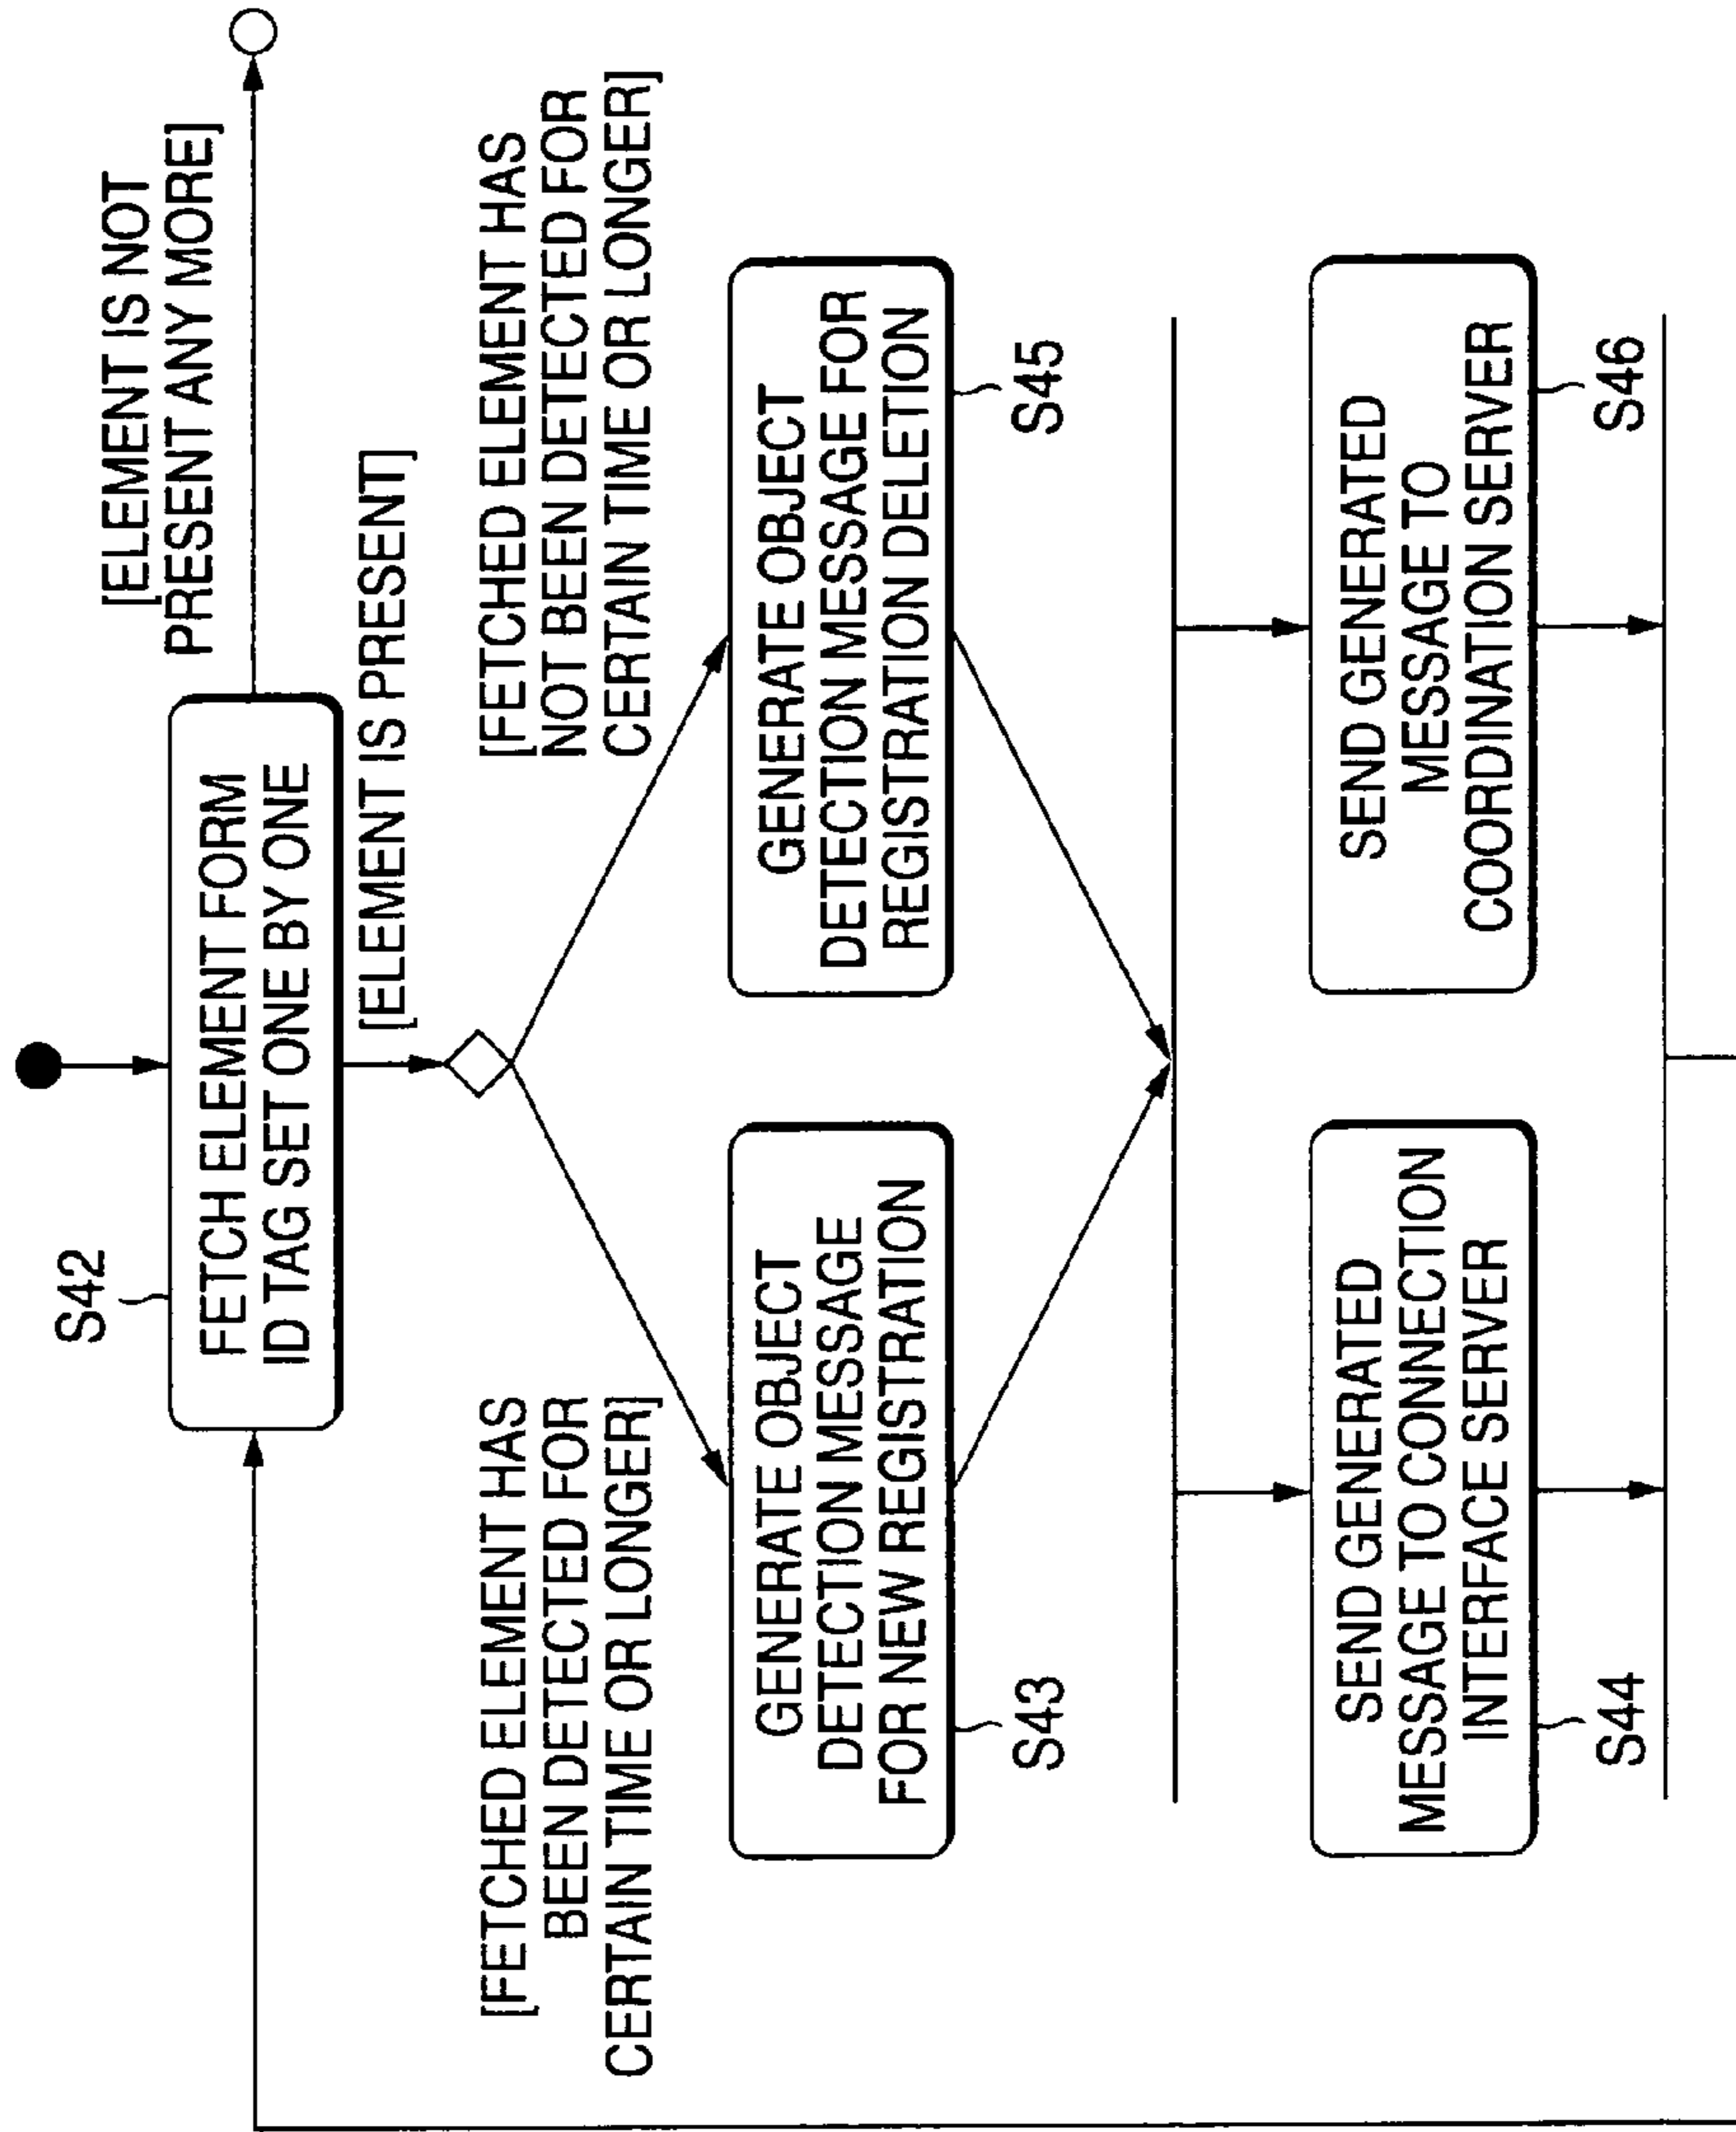 S42
FETCH ELEMENT FORM
ID TAG SET ONE BY ONE
[ELEMENT IS NOT
PRESENT ANY MORE]
[ELEMENT IS PRESENT]
[FETCHED ELEMENT HAS
BEEN DETECTED FOR
CERTAIN TIME OR LONGER]
[FETCHED ELEMENT HAS
NOT BEEN DETECTED FOR
CERTAIN TIME OR LONGER]
GENERATE OBJECT
DETECTION MESSAGE
FOR NEW REGISTRATION
S43
GENERATE OBJECT
DETECTION MESSAGE FOR
REGISTRATION DELETION
S45
SEND GENERATED
MESSAGE TO CONNECTION
INTERFACE SERVER
S44
SEND GENERATED
MESSAGE TO
COORDINATION SERVER
S46